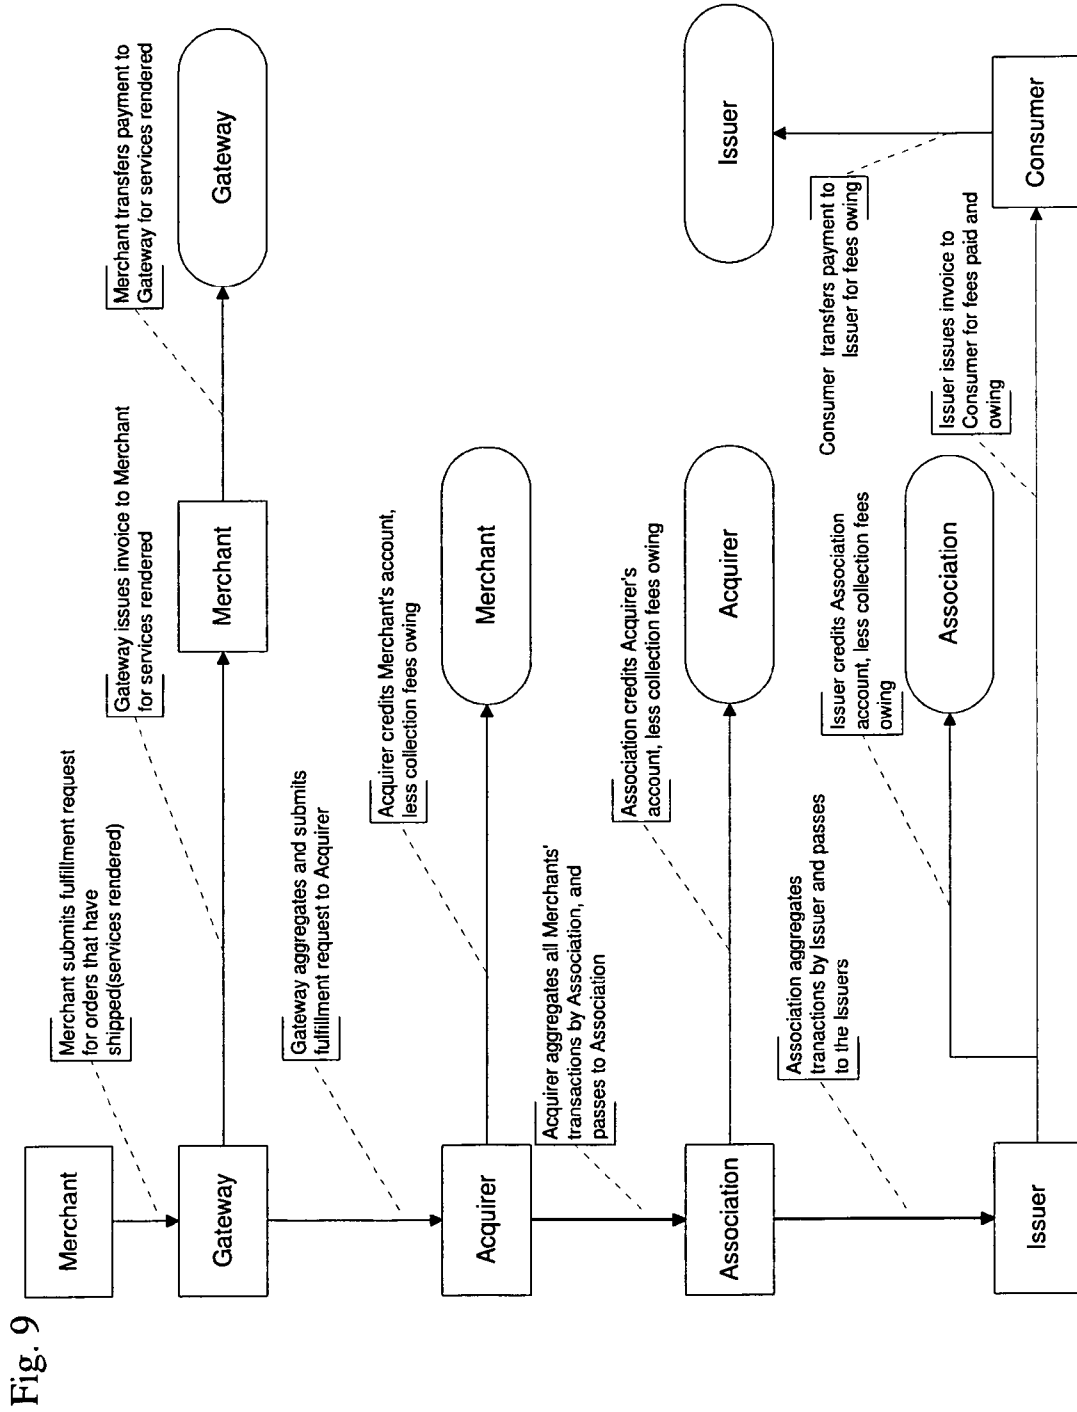 Fig. 9
Merchant
Merchant submits fulfillment request
for orders that have
shipped(services rendered)
Gateway
Gateway issues invoice to Merchant
for services rendered
Merchant
Merchant transfers payment to
Gateway for services rendered
Gateway
Gateway aggregates and submits
fulfillment request to Acquirer
Acquirer
Acquirer credits Merchant's account,
less collection fees owing
Merchant
Acquirer aggregates all Merchants'
transactions by Association, and
passes to Association
Association
Association credits Acquirer's
account, less collection fees owing
Acquirer
Association aggregates
tranactions by Issuer and passes
to the Issuers
Issuer
Issuer credits Association
account, less collection fees
owing
Association
Issuer issues invoice to
Consumer for fees paid and
owing
Consumer
Consumer transfers payment to
Issuer for fees owing
Issuer